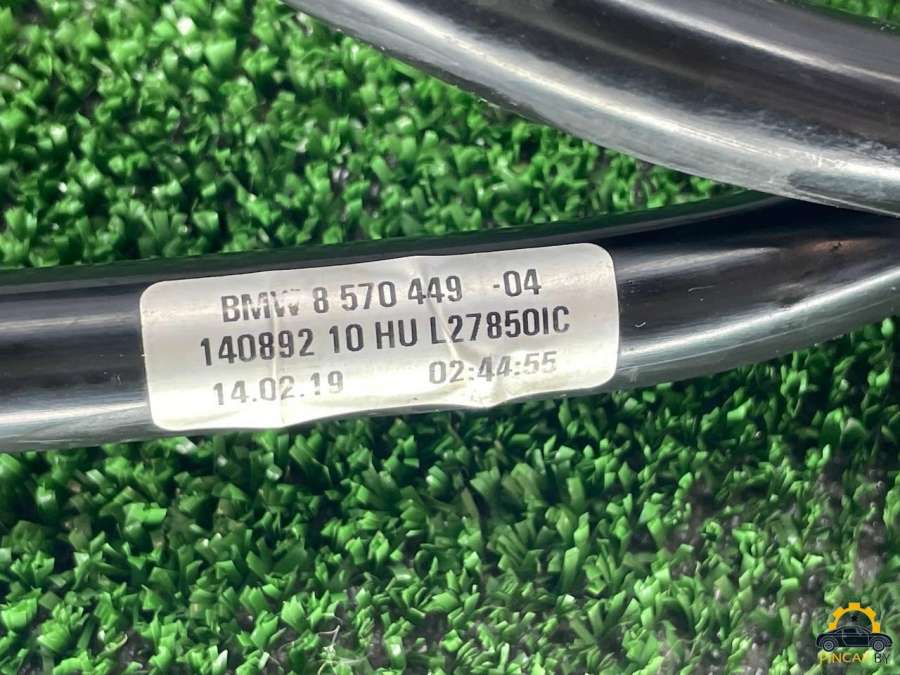 BMW 8 570 449 -04
140892 10 HU L27850IC
14.02.19 02:44:55
PINCAR BY